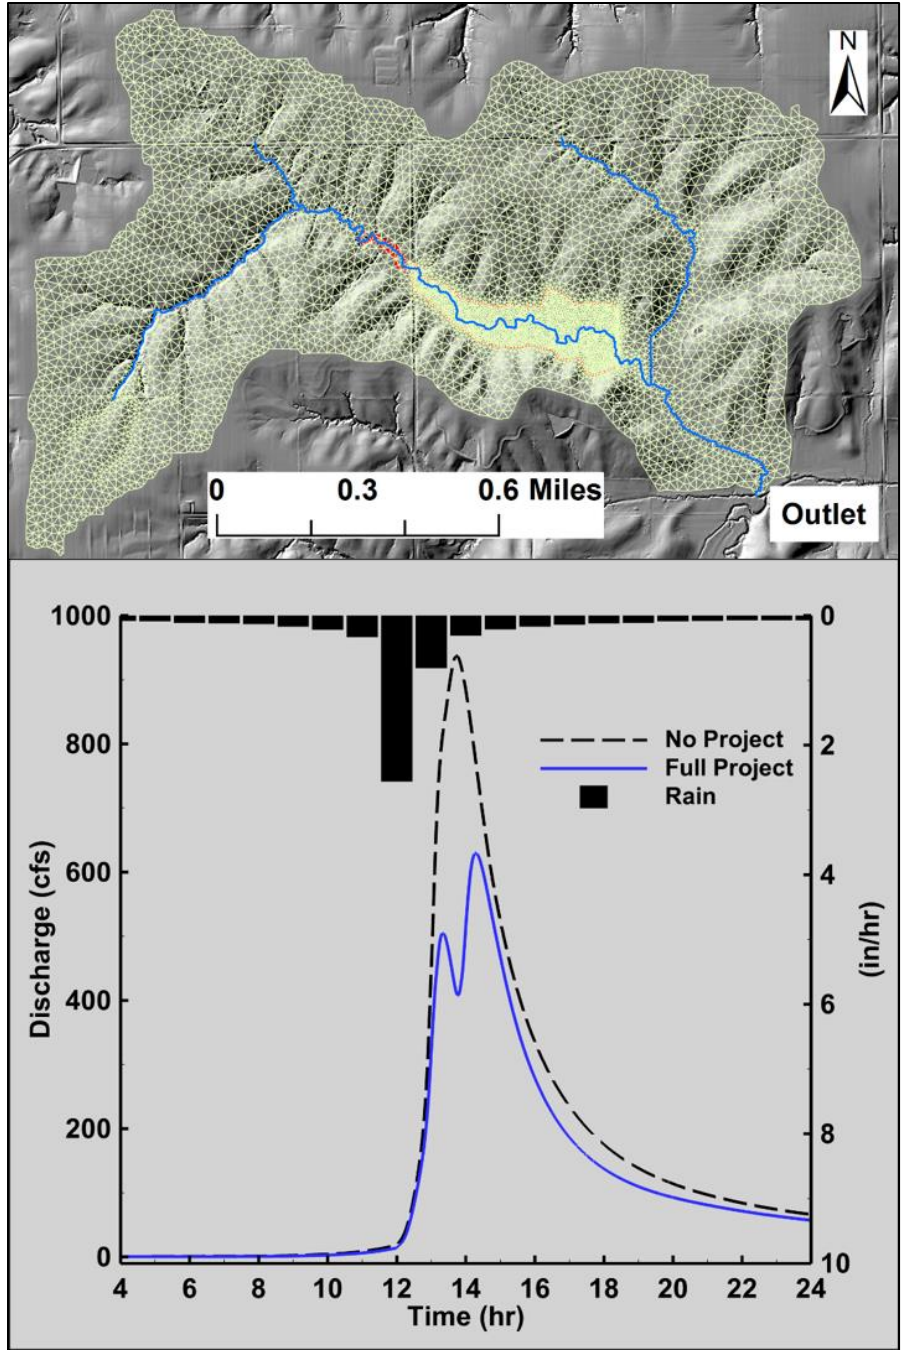 N
0 0.3 0.6 Miles
Outlet
1000 0
No Project
800 2
Full Project
Rain
600 4
Discharge (cfs)
(in/hr)
400 6
200 8
0 10
4 6 8 10 12 14 16 18 20 22 24
Time (hr)